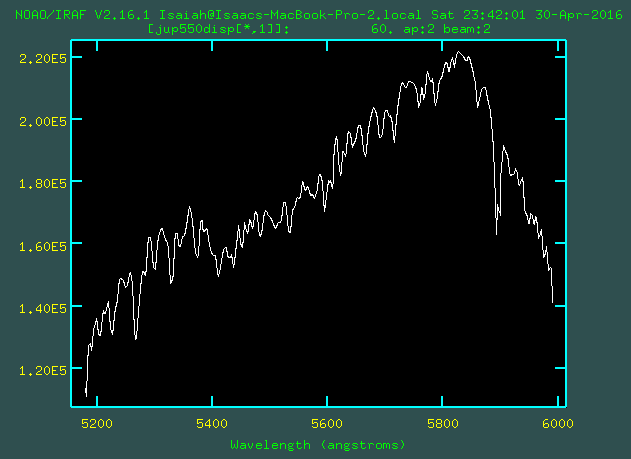 NOAO/IRAF V2.16.1 Isaiah@Isaacs-MacBook-Pro-2.local Sat 23:42:01 30-Apr-2016
[jup550disp[*,1]]: 60. ap:2 beam:2
2.20E5
2.00E5
1.80E5
1.60E5
1.40E5
1.20E5
5200 5400 5600 5800 6000
Wavelength (angstroms)